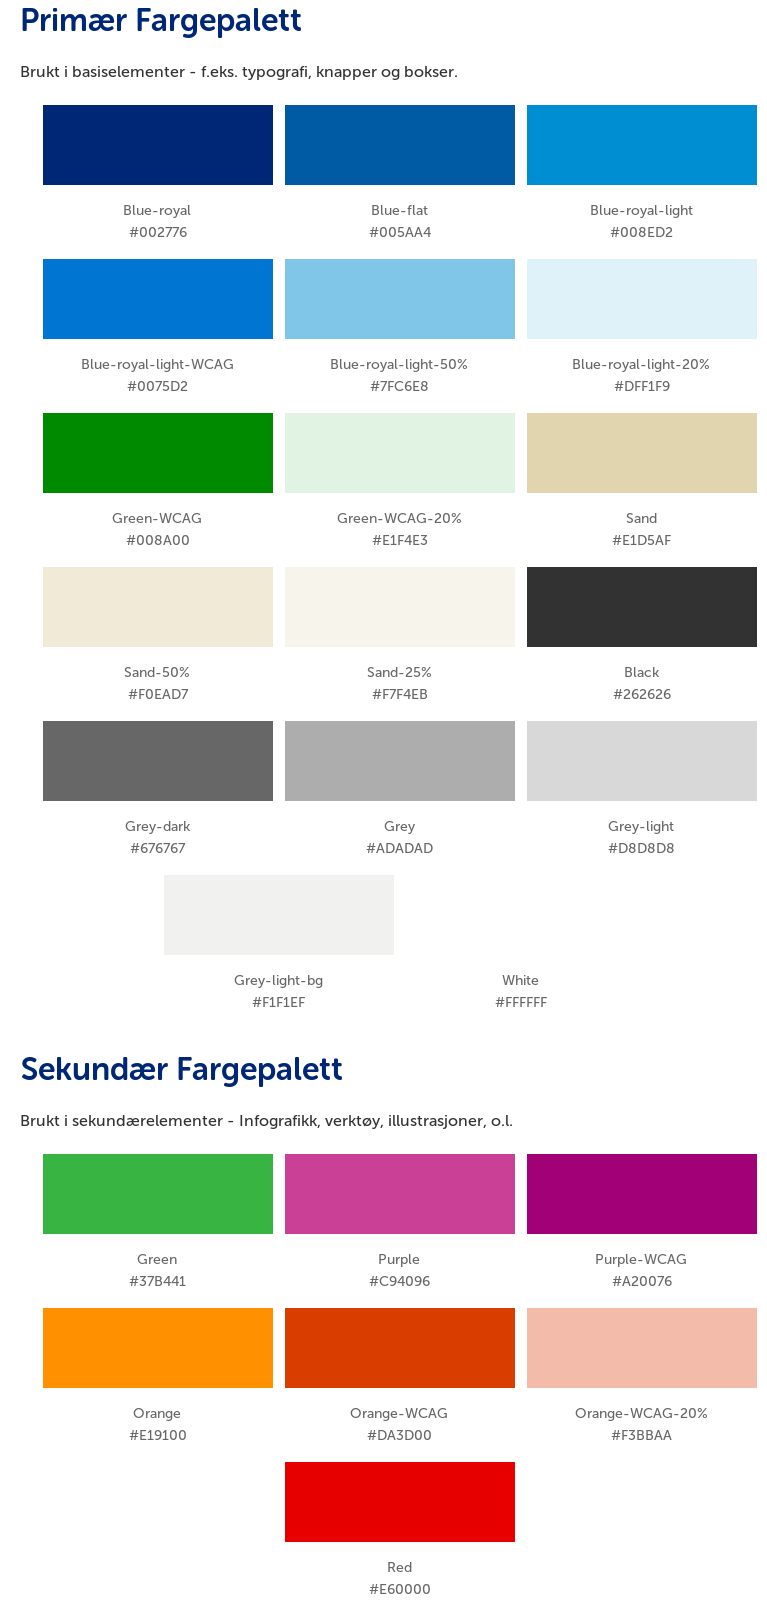 Primær Fargepalett
Brukt i basiselementer - f.eks. typografi, knapper og bokser.
Blue-royal
#002776
Blue-flat
#005AA4
Blue-royal-light
#008ED2
Blue-royal-light-WCAG
#0075D2
Blue-royal-light-50%
#7FC6E8
Blue-royal-light-20%
#DFF1F9
Green-WCAG
#008A00
Green-WCAG-20%
#E1F4E3
Sand
#E1D5AF
Sand-50%
#F0EAD7
Sand-25%
#F7F4EB
Black
#262626
Grey-dark
#676767
Grey
#ADADAD
Grey-light
#D8D8D8
Grey-light-bg
#F1F1EF
White
#FFFFFF
Sekundær Fargepalett
Brukt i sekundærelementer - Infografikk, verktøy, illustrasjoner, o.l.
Green
#37B441
Purple
#C94096
Purple-WCAG
#A20076
Orange
#E19100
Orange-WCAG
#DA3D00
Orange-WCAG-20%
#F3BBAA
Red
#E60000